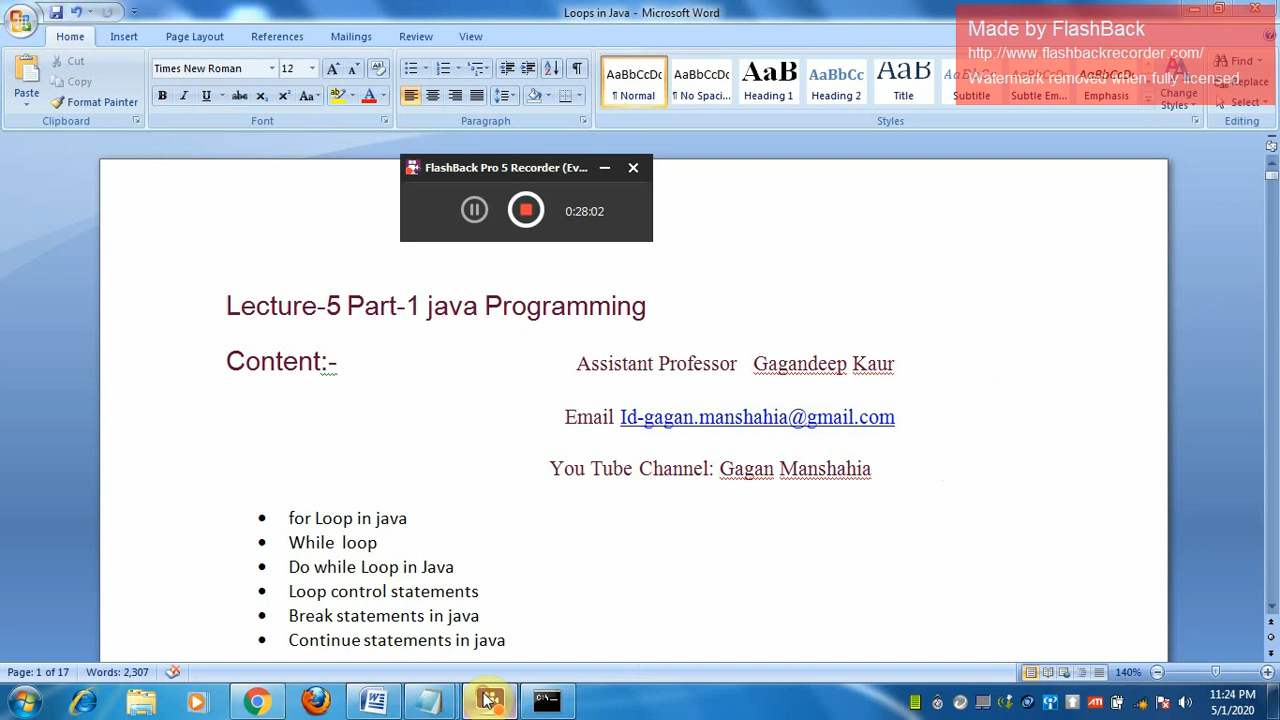 Loops in Java - Microsoft Word
Made by FlashBack
http://www.flashbackrecorder.com/
Watermark removed when fully licensed
Home Insert Page Layout References Mailings Review View
Paste
Cut
Copy
Format Painter
Clipboard
Times New Roman 12
Font
Paragraph
AaBbCcDc AaBbCcDc AaB AaBbCc AaB
¶ Normal ¶ No Spaci... Heading 1 Heading 2 Title Subtitle Subtle Em... Emphasis
Change Styles
Styles
Find
Replace
Select
Editing
FlashBack Pro 5 Recorder (Ev...
0:28:02
Lecture-5 Part-1 java Programming
Content:- Assistant Professor Gagandeep Kaur
Email Id-gagan.manshahia@gmail.com
You Tube Channel: Gagan Manshahia
• for Loop in java
• While loop
• Do while Loop in Java
• Loop control statements
• Break statements in java
• Continue statements in java
Page: 1 of 17 Words: 2,307 140%
11:24 PM
5/1/2020